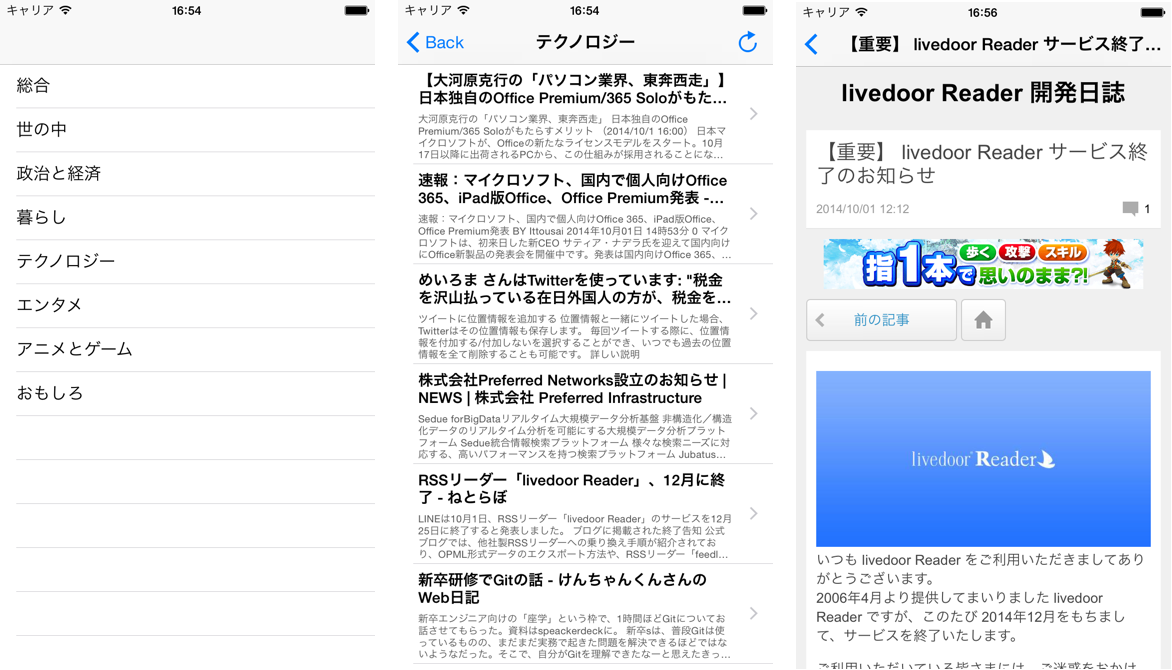 キャリア 16:54
総合
世の中
政治と経済
暮らし
テクノロジー
エンタメ
アニメとゲーム
おもしろ
キャリア 16:54
Back テクノロジー
【大河原克行の「パソコン業界、東奔西走」】
日本独自のOffice Premium/365 Soloがもた…
大河原克行の「パソコン業界、東奔西走」 日本独自のOffice
Premium/365 Soloがもたらすメリット （2014/10/1 16:00） 日本マ
イクロソフトが、Officeの新たなライセンスモデルをスタート。10月
17日以降に出荷されるPCから、この仕組みが採用されることにな…
速報：マイクロソフト、国内で個人向けOffice
365、iPad版Office、Office Premium発表 -…
速報：マイクロソフト、国内で個人向けOffice 365、iPad版Office、
Office Premium発表 BY Ittousai 2014年10月01日 14時53分 0 マイク
ロソフトは、初来日した新CEO サティア・ナデラ氏を迎えて国内向け
にOffice新製品の発表会を開催中です。発表は国内向けOffice 365、…
めいろま さんはTwitterを使っています: "税金
を沢山払っている在日外国人の方が、税金を…
ツイートに位置情報を追加する 位置情報と一緒にツイートした場合、
Twitterはその位置情報も保存します。 毎回ツイートする際に、位置情
報を付加する/付加しないを選択することができ、いつでも過去の位置
情報を全て削除することも可能です。 詳しい説明
株式会社Preferred Networks設立のお知らせ |
NEWS | 株式会社 Preferred Infrastructure
Sedue forBigDataリアルタイム大規模データ分析基盤 非構造化／構造
化データのリアルタイム分析を可能にする大規模データ分析プラット
フォーム Sedue統合情報検索プラットフォーム 様々な検索ニーズに対
応する、高いパフォーマンスを持つ検索プラットフォーム Jubatus…
RSSリーダー「livedoor Reader」、12月に終
了 - ねとらぼ
LINEは10月1日、RSSリーダー「livedoor Reader」のサービスを12月
25日に終了すると発表しました。 ブログに掲載された終了告知 公式
ブログでは、他社製RSSリーダーへの乗り換え手順が紹介されてお
り、OPML形式データのエクスポート方法や、RSSリーダー「feedl…
新卒研修でGitの話 - けんちゃんくんさんの
Web日記
新卒エンジニア向けの「座学」という枠で、1時間ほどGitについてお
話させてもらった。資料はspeackerdeckに。 新卒sは、普段Gitは使
っているものの、まだまだ実務で起きた問題を解決できるほどではな
いようなだった。そこで、自分がGitを理解できたなーと思えたきっ…
キャリア 16:56
【重要】 livedoor Reader サービス終了…
livedoor Reader 開発日誌
【重要】 livedoor Reader サービス終
了のお知らせ
2014/10/01 12:12 1
歩く 攻撃 スキル
指1本で思いのまま?!
前の記事
livedoor Reader
いつも livedoor Reader をご利用いただきましてあり
がとうございます。
2006年4月より提供してまいりました livedoor
Reader ですが、このたび 2014年12月をもちまし
て、サービスを終了いたします。
ご利用いただいている皆さまには、ご迷惑をおかけ